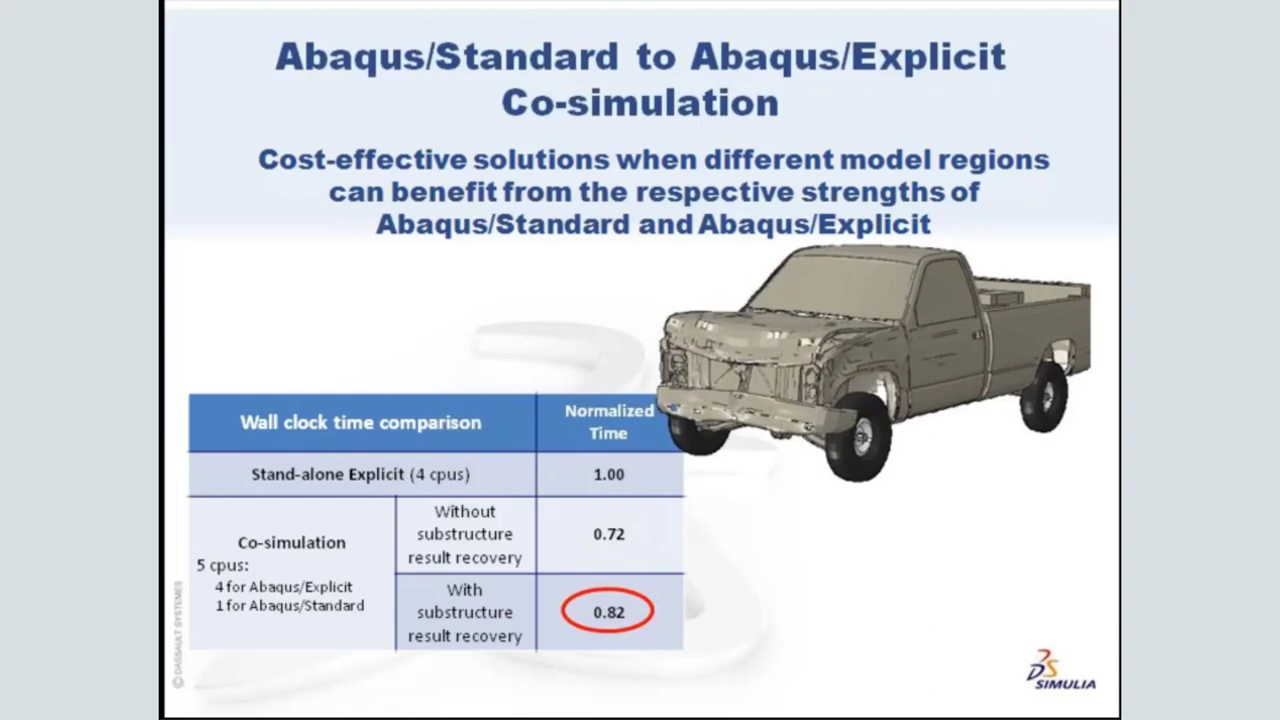 Abaqus/Standard to Abaqus/Explicit
Co-simulation
Cost-effective solutions when different model regions
can benefit from the respective strengths of
Abaqus/Standard and Abaqus/Explicit
Wall clock time comparison
Normalized
Time
Stand-alone Explicit (4 cpus)
1.00
Co-simulation
5 cpus:
4 for Abaqus/Explicit
1 for Abaqus/Standard
Without
substructure
result recovery
0.72
With
substructure
result recovery
0.82
© DASSAULT SYSTEMES
DS
SIMULIA